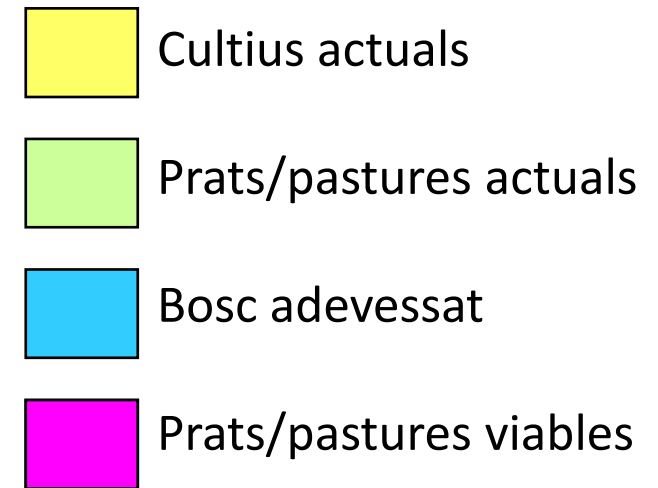 Cultius actuals
Prats/pastures actuals
Bosc adevessat
Prats/pastures viables